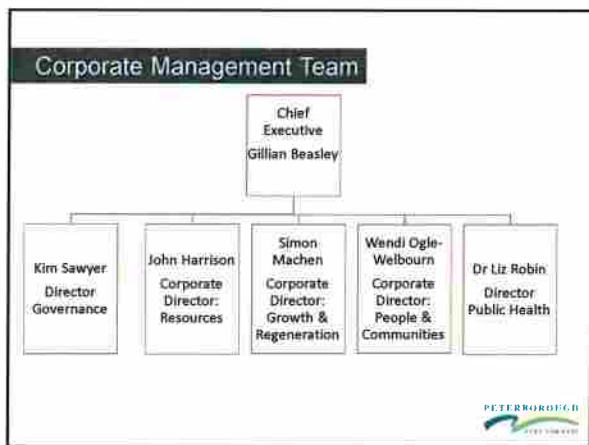 Corporate Management Team
Chief
Executive
Gillian Beasley
Kim Sawyer
Director
Governance
John Harrison
Corporate
Director:
Resources
Simon
Machen
Corporate
Director:
Growth &
Regeneration
Wendi Ogle-
Welbourn
Corporate
Director:
People &
Communities
Dr Liz Robin
Director
Public Health
PETERBOROUGH